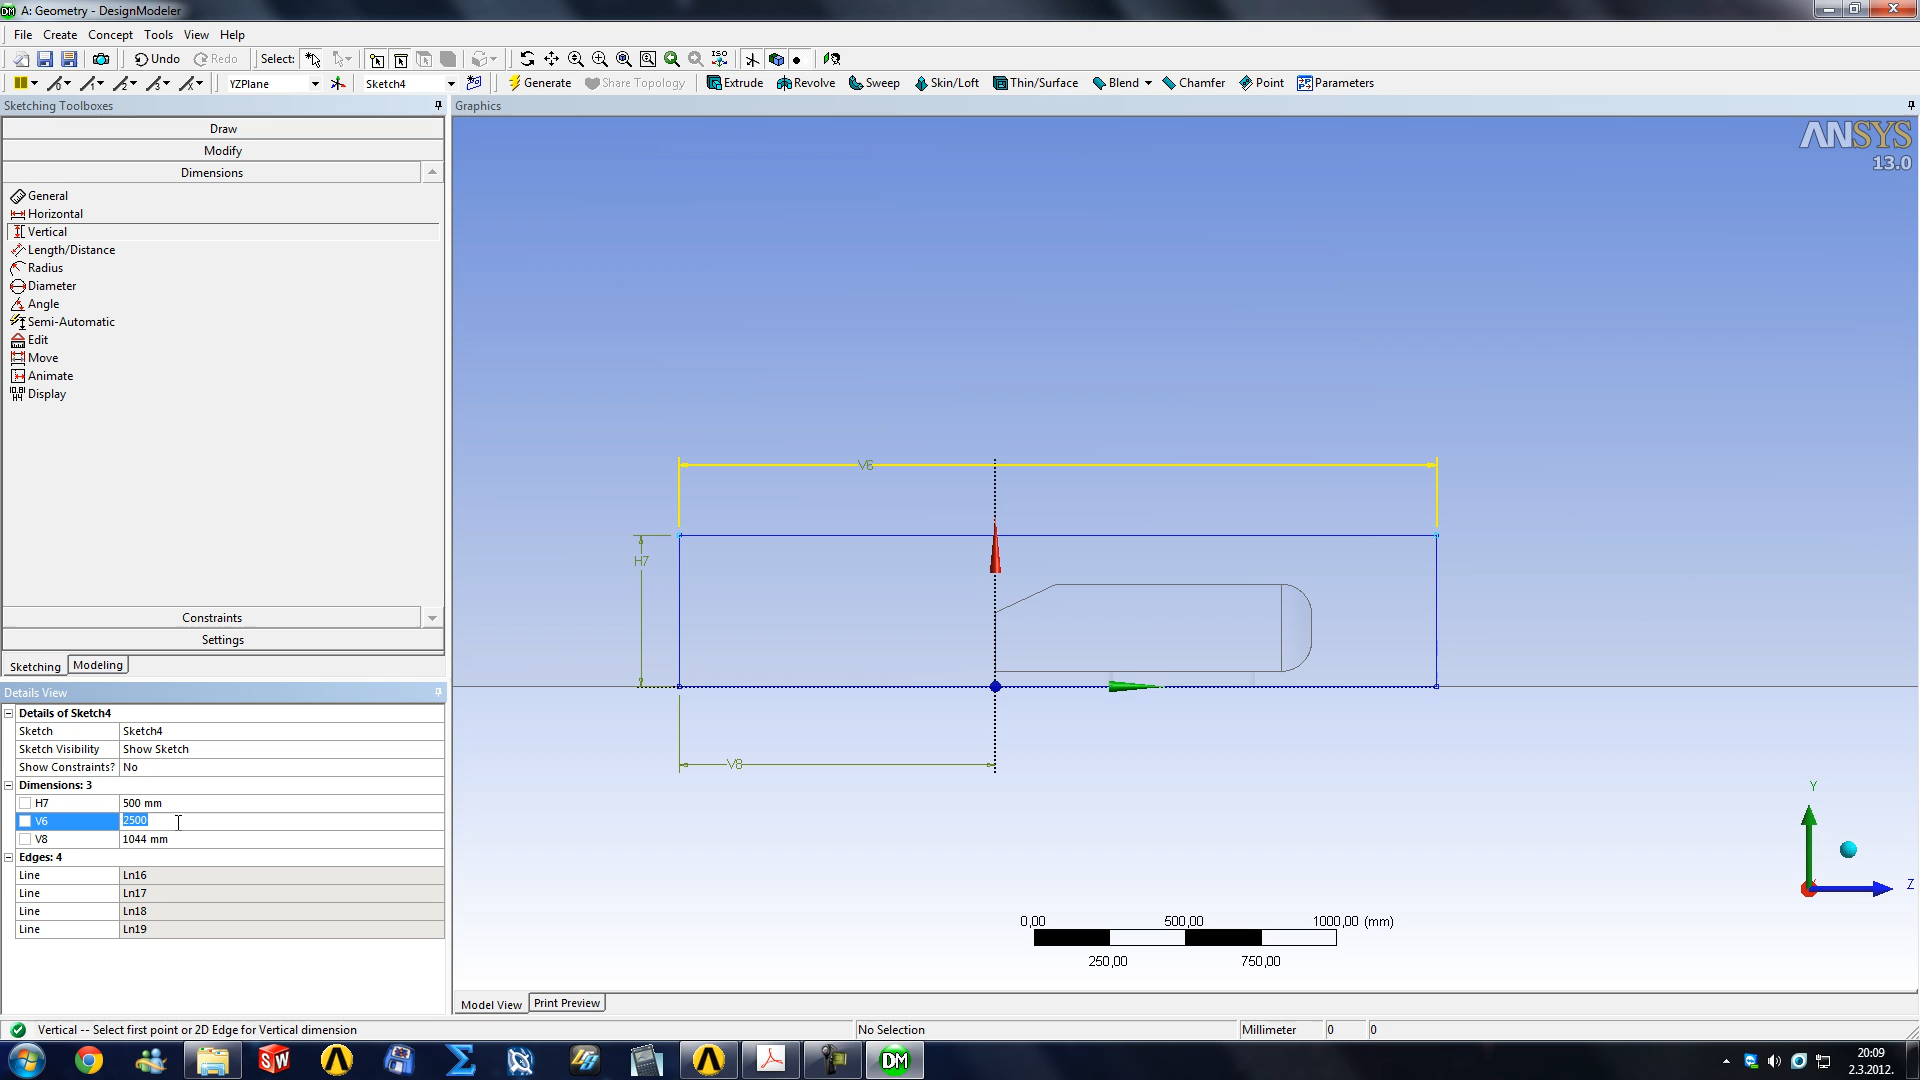 DM A: Geometry - DesignModeler
File Create Concept Tools View Help
Undo Redo Select: ISO
YZPlane Sketch4 Generate Share Topology Extrude Revolve Sweep Skin/Loft Thin/Surface Blend Chamfer Point Parameters
Sketching Toolboxes
Draw
Modify
Dimensions
General
Horizontal
Vertical
Length/Distance
Radius
Diameter
Angle
Semi-Automatic
Edit
Move
Animate
Display
Constraints
Settings
Sketching Modeling
Details View
Details of Sketch4
Sketch Sketch4
Sketch Visibility Show Sketch
Show Constraints? No
Dimensions: 3
H7 500 mm
V6 2500
V8 1044 mm
Edges: 4
Line Ln16
Line Ln17
Line Ln18
Line Ln19
Graphics
ANSYS
13.0
V6
H7
V8
Y
Z
0,00 500,00 1000,00 (mm)
250,00 750,00
Model View Print Preview
Vertical -- Select first point or 2D Edge for Vertical dimension No Selection Millimeter 0 0
SW DM
20:09
2.3.2012.